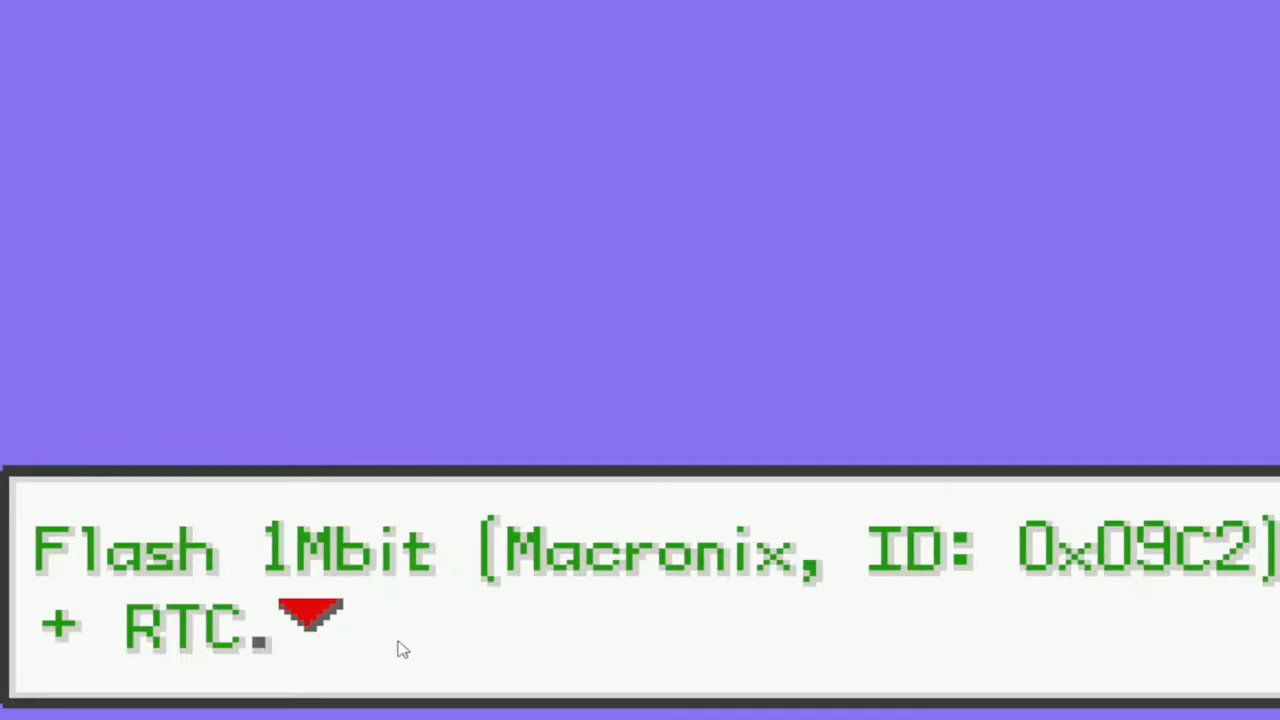 Flash 1Mbit (Macronix, ID: 0x09C2)
+ RTC.